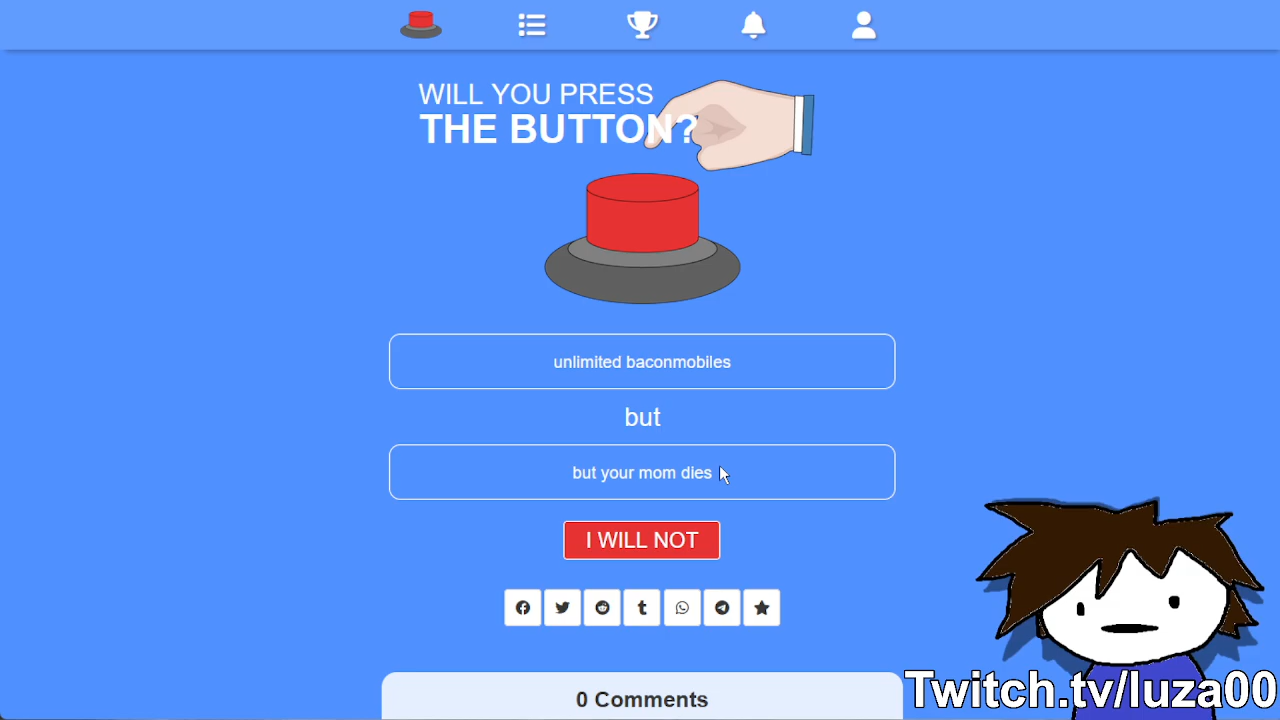 WILL YOU PRESS
THE BUTTON?
unlimited baconmobiles
but
but your mom dies
I WILL NOT
0 Comments
Twitch.tv/luza00